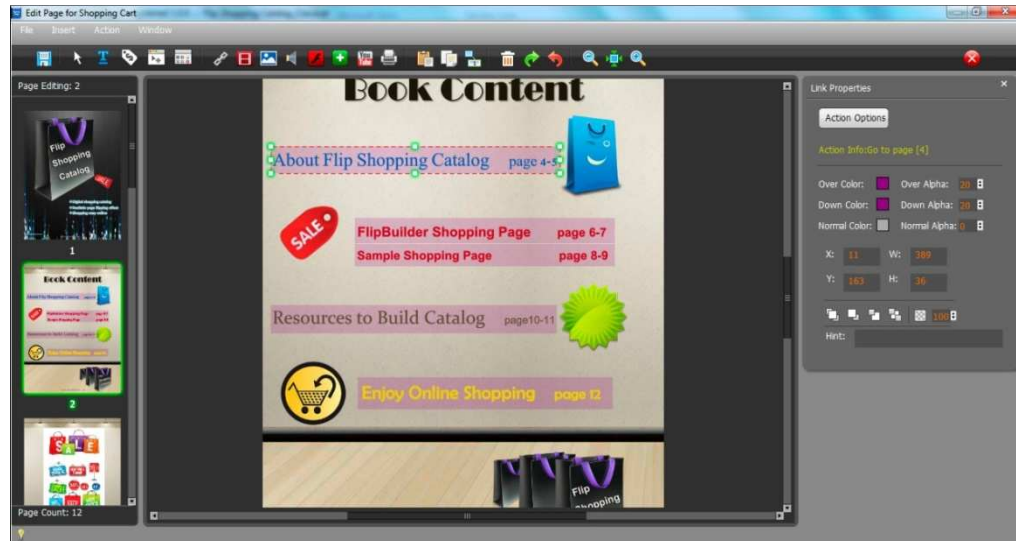 Edit Page for Shopping Cart
File Insert Action Window
Page Editing: 2
Flip
Shopping
Catalog
SALE
1
Book Content
2
SALE
Page Count: 12
Book Content
About Flip Shopping Catalog page 4-5
SALE
FlipBuilder Shopping Page page 6-7
Sample Shopping Page page 8-9
Resources to Build Catalog page10-11
Enjoy Online Shopping page 12
Flip
Shopping
Link Properties
Action Options
Action Info:Go to page [4]
Over Color: Over Alpha: 20
Down Color: Down Alpha: 20
Normal Color: Normal Alpha: 0
X: 11 W: 389
Y: 163 H: 36
100
Hint: